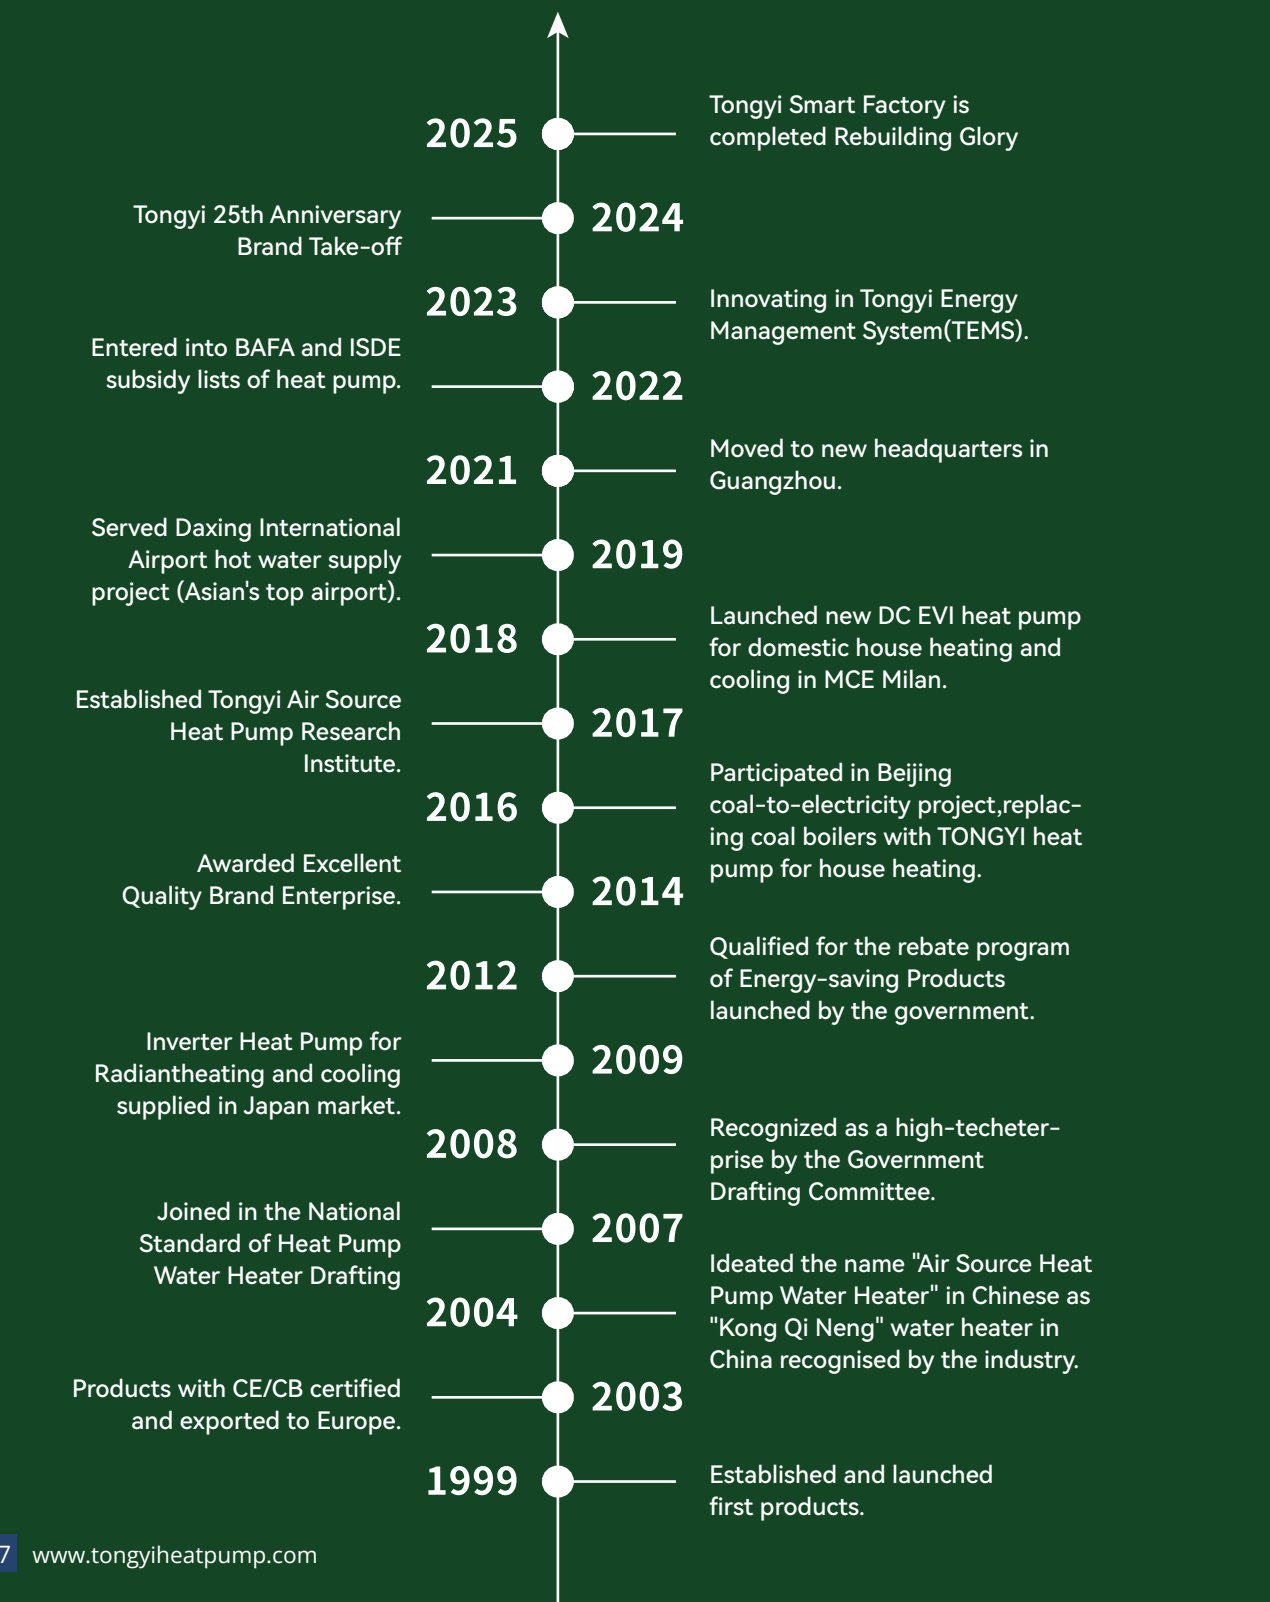 2025
Tongyi Smart Factory is
completed Rebuilding Glory
Tongyi 25th Anniversary
Brand Take-off
2024
2023
Innovating in Tongyi Energy
Management System(TEMS).
Entered into BAFA and ISDE
subsidy lists of heat pump.
2022
2021
Moved to new headquarters in
Guangzhou.
Served Daxing International
Airport hot water supply
project (Asian's top airport).
2019
2018
Launched new DC EVI heat pump
for domestic house heating and
cooling in MCE Milan.
Established Tongyi Air Source
Heat Pump Research
Institute.
2017
2016
Participated in Beijing
coal-to-electricity project,replac-
ing coal boilers with TONGYI heat
pump for house heating.
Awarded Excellent
Quality Brand Enterprise.
2014
2012
Qualified for the rebate program
of Energy-saving Products
launched by the government.
Inverter Heat Pump for
Radiantheating and cooling
supplied in Japan market.
2009
2008
Recognized as a high-techeter-
prise by the Government
Drafting Committee.
Joined in the National
Standard of Heat Pump
Water Heater Drafting
2007
2004
Ideated the name "Air Source Heat
Pump Water Heater" in Chinese as
"Kong Qi Neng" water heater in
China recognised by the industry.
Products with CE/CB certified
and exported to Europe.
2003
1999
Established and launched
first products.
7 www.tongyiheatpump.com